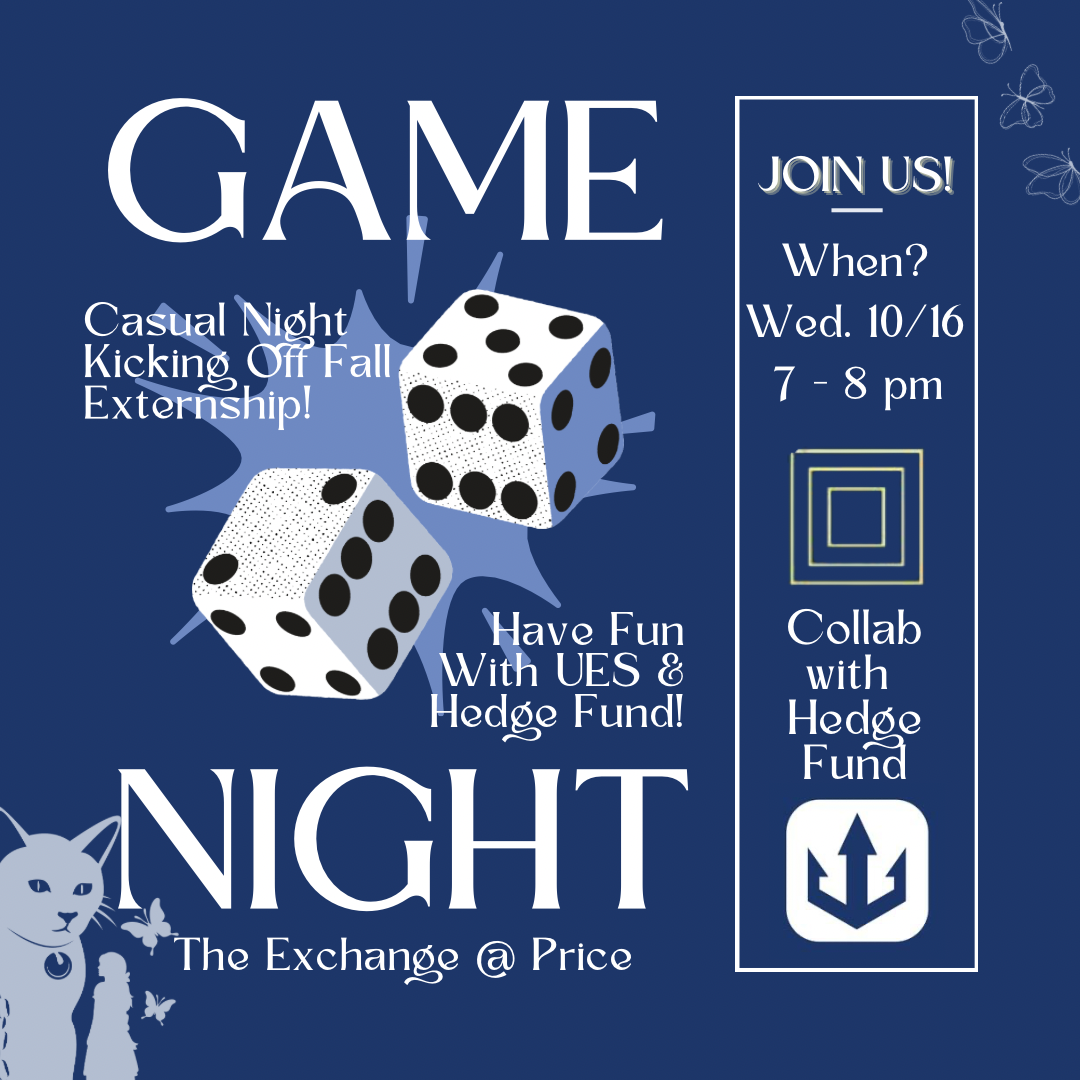 GAME
Casual Night
Kicking Off Fall
Externship!
Have Fun
With UES &
Hedge Fund!
NIGHT
The Exchange @ Price
JOIN US!
When?
Wed. 10/16
7 - 8 pm
Collab
with
Hedge
Fund